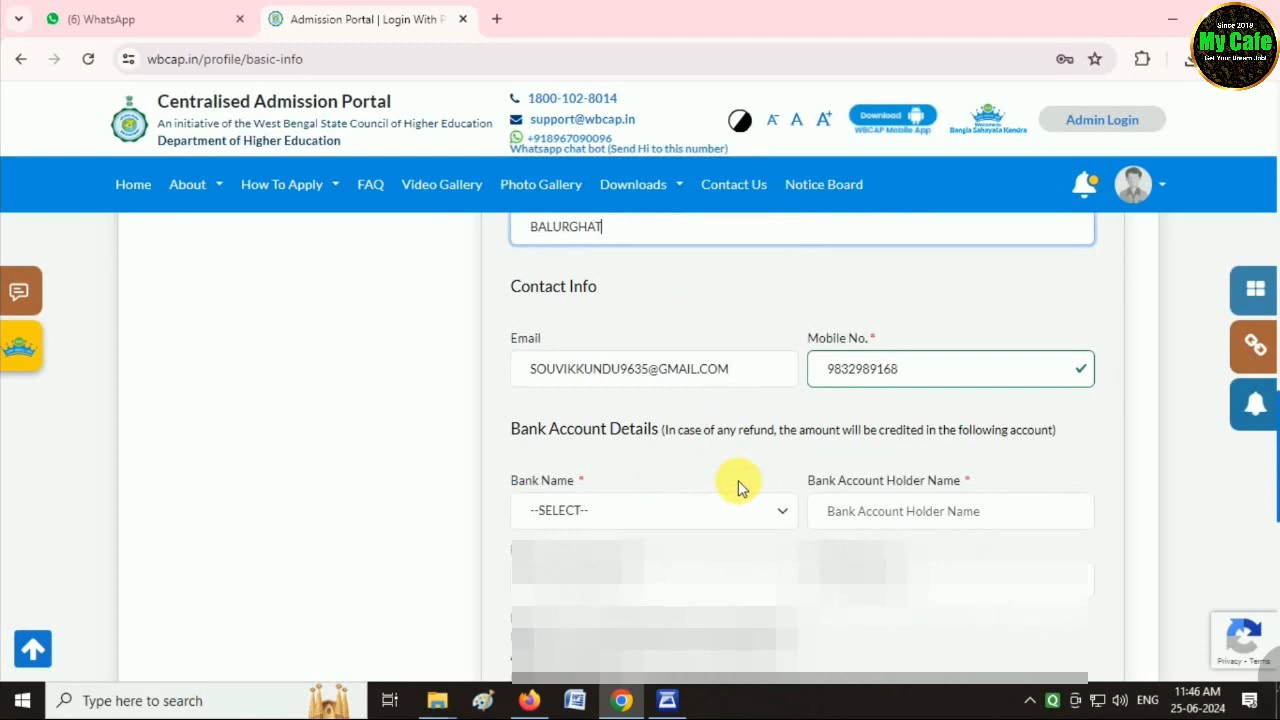 (6) WhatsApp
Admission Portal | Login With P
Since 2018
My Cafe
Get Your Dream Job!
wbcap.in/profile/basic-info
Centralised Admission Portal
An initiative of the West Bengal State Council of Higher Education
Department of Higher Education
1800-102-8014
support@wbcap.in
+918967090096
Whatsapp chat bot (Send Hi to this number)
A- A A+
Download
WBCAP Mobile App
Bangla Sahayata Kendra
Admin Login
Home About How To Apply FAQ Video Gallery Photo Gallery Downloads Contact Us Notice Board
BALURGHAT
Contact Info
Email Mobile No. *
SOUVIKKUNDU9635@GMAIL.COM 9832989168
Bank Account Details (In case of any refund, the amount will be credited in the following account)
Bank Name * Bank Account Holder Name *
--SELECT-- Bank Account Holder Name
Privacy - Terms
Type here to search
ENG
11:46 AM
25-06-2024